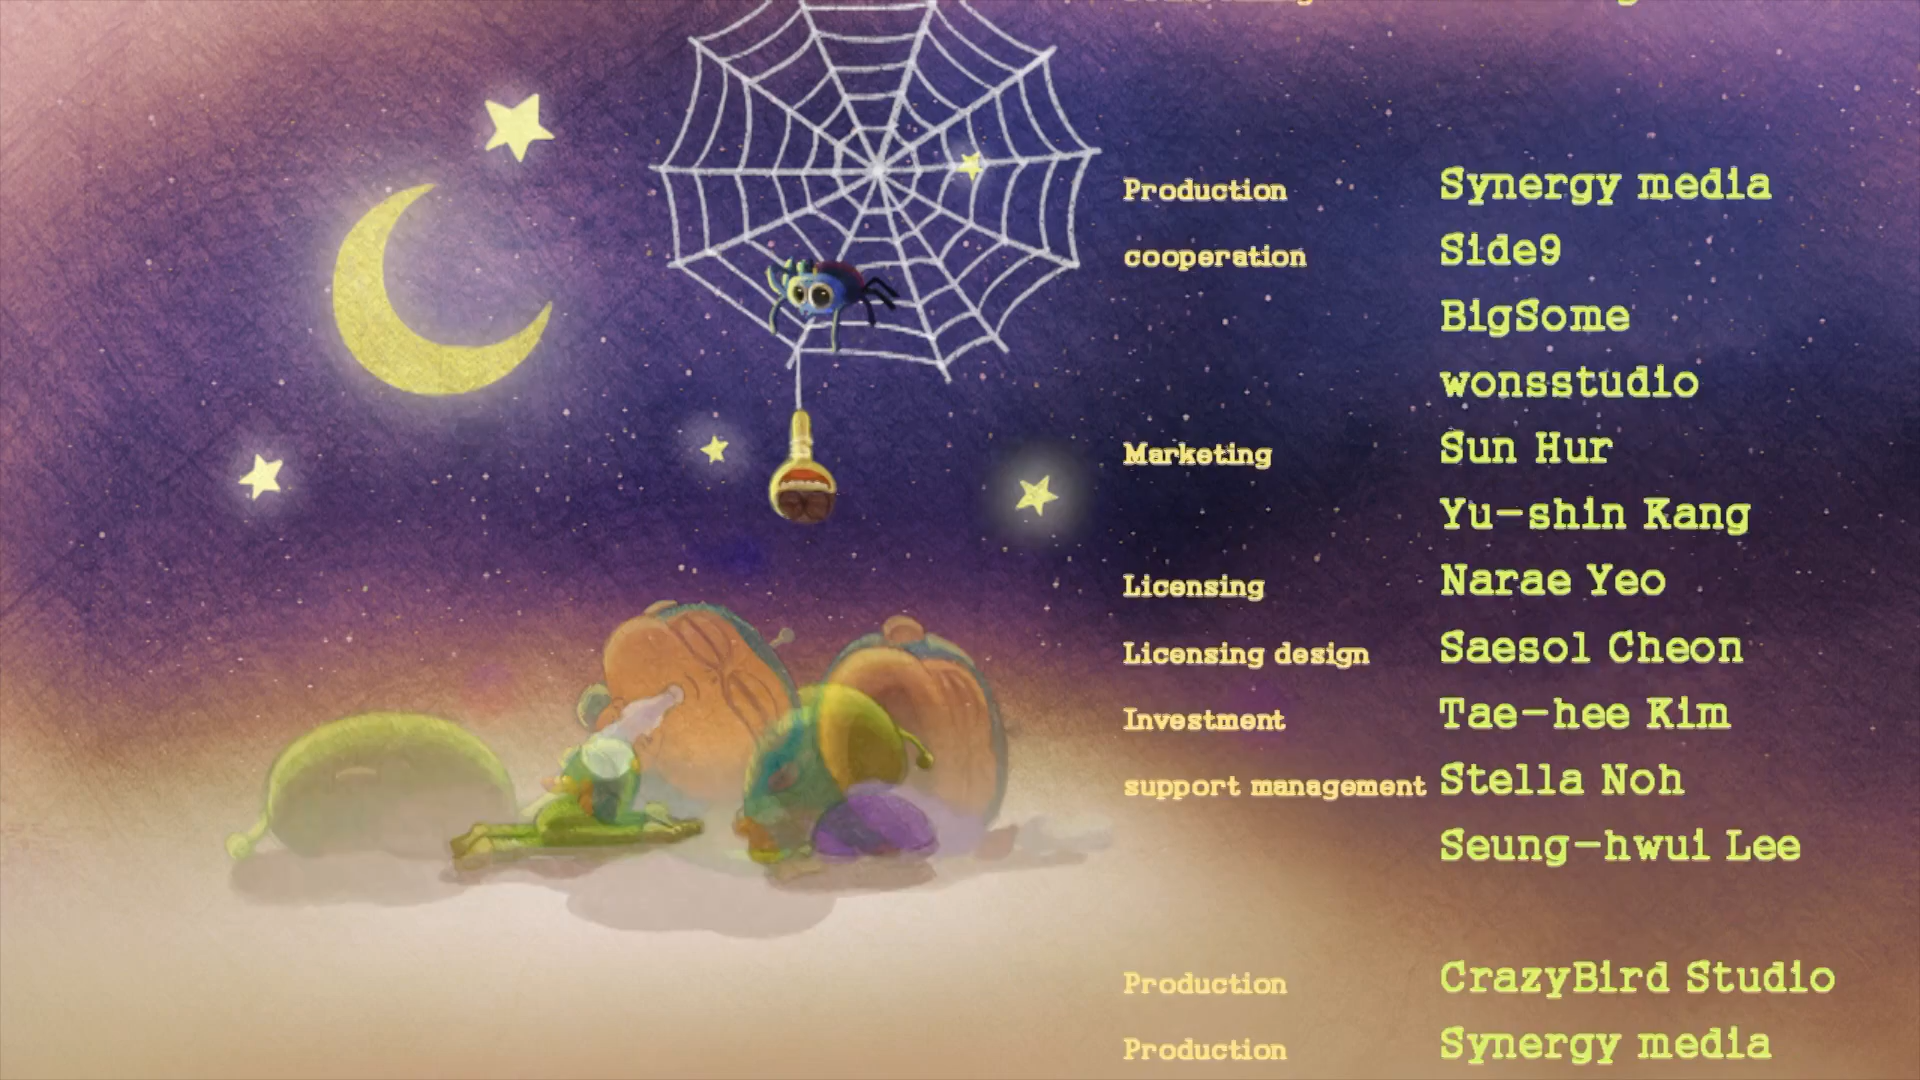 Production Synergy media
cooperation Side9
BigSome
wonsstudio
Marketing Sun Hur
Yu-shin Kang
Licensing Narae Yeo
Licensing design Saesol Cheon
Investment Tae-hee Kim
support management Stella Noh
Seung-hwui Lee
Production CrazyBird Studio
Production Synergy media